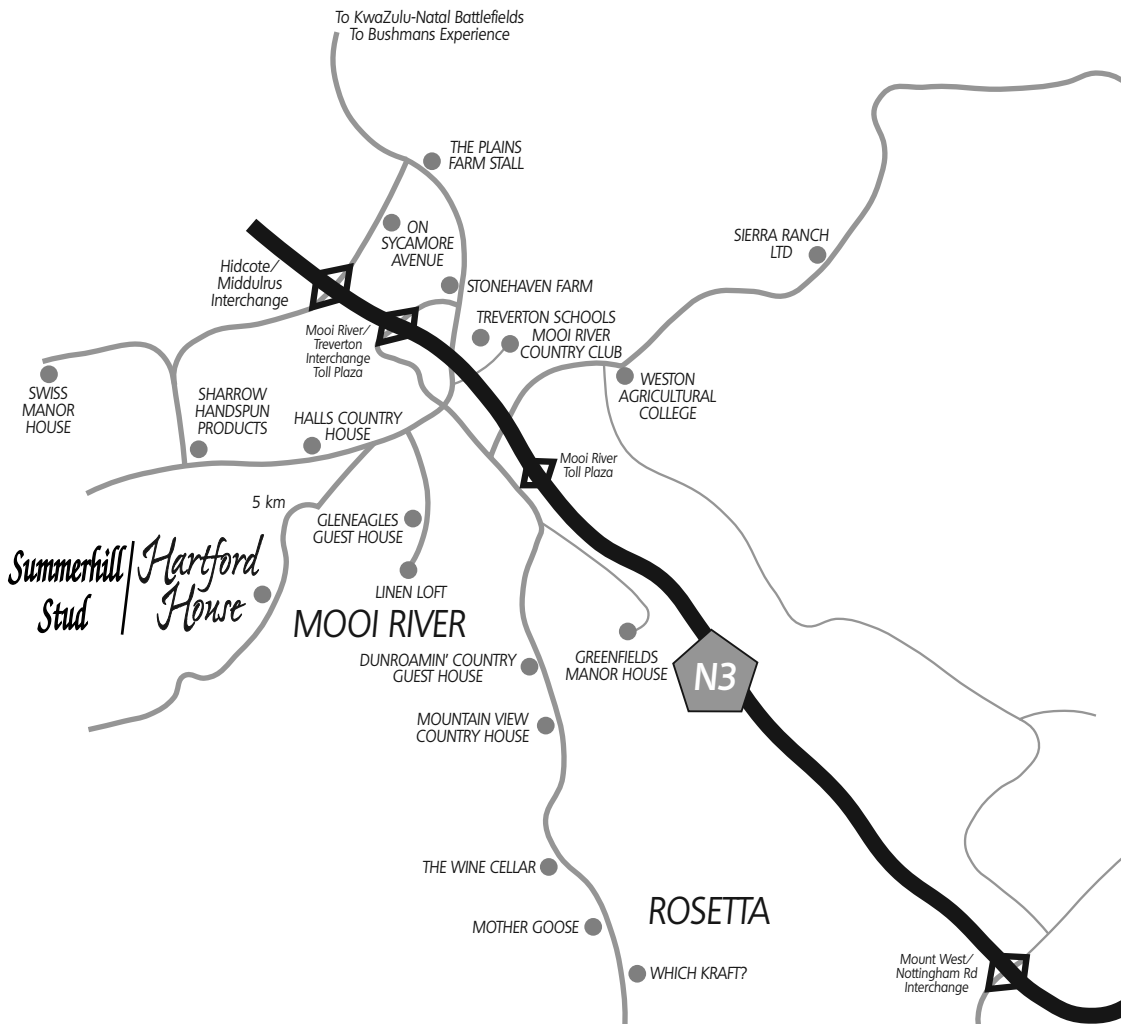 To KwaZulu-Natal Battlefields
To Bushmans Experience
THE PLAINS
FARM STALL
ON
SYCAMORE
AVENUE
SIERRA RANCH
LTD
Hidcote/
Middulrus
Interchange
STONEHAVEN FARM
Mooi River/
Treverton
Interchange
Toll Plaza
TREVERTON SCHOOLS
MOOI RIVER
COUNTRY CLUB
SWISS
MANOR
HOUSE
SHARROW
HANDSPUN
PRODUCTS
HALLS COUNTRY
HOUSE
WESTON
AGRICULTURAL
COLLEGE
Mooi River
Toll Plaza
5 km
GLENEAGLES
GUEST HOUSE
Summerhill
Stud
Hartford
House
LINEN LOFT
MOOI RIVER
DUNROAMIN' COUNTRY
GUEST HOUSE
GREENFIELDS
MANOR HOUSE
N3
MOUNTAIN VIEW
COUNTRY HOUSE
THE WINE CELLAR
ROSETTA
MOTHER GOOSE
WHICH KRAFT?
Mount West/
Nottingham Rd
Interchange